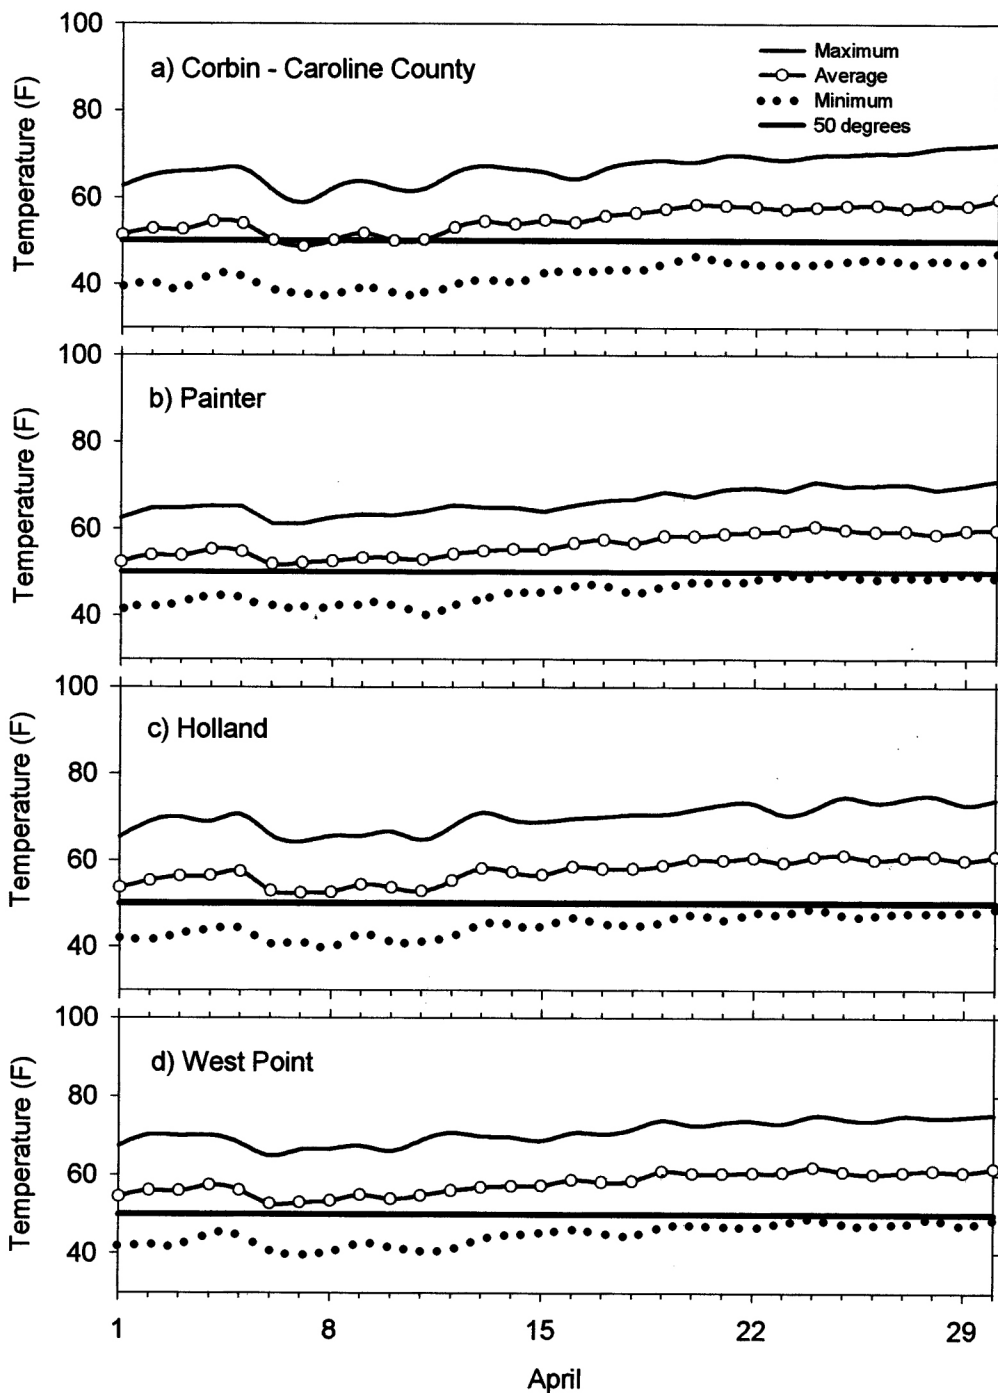 100
a) Corbin - Caroline County
Maximum
Average
Minimum
50 degrees
80
60
40
Temperature (F)
100
b) Painter
80
60
40
Temperature (F)
100
c) Holland
80
60
40
Temperature (F)
100
d) West Point
80
60
40
Temperature (F)
1 8 15 22 29
April